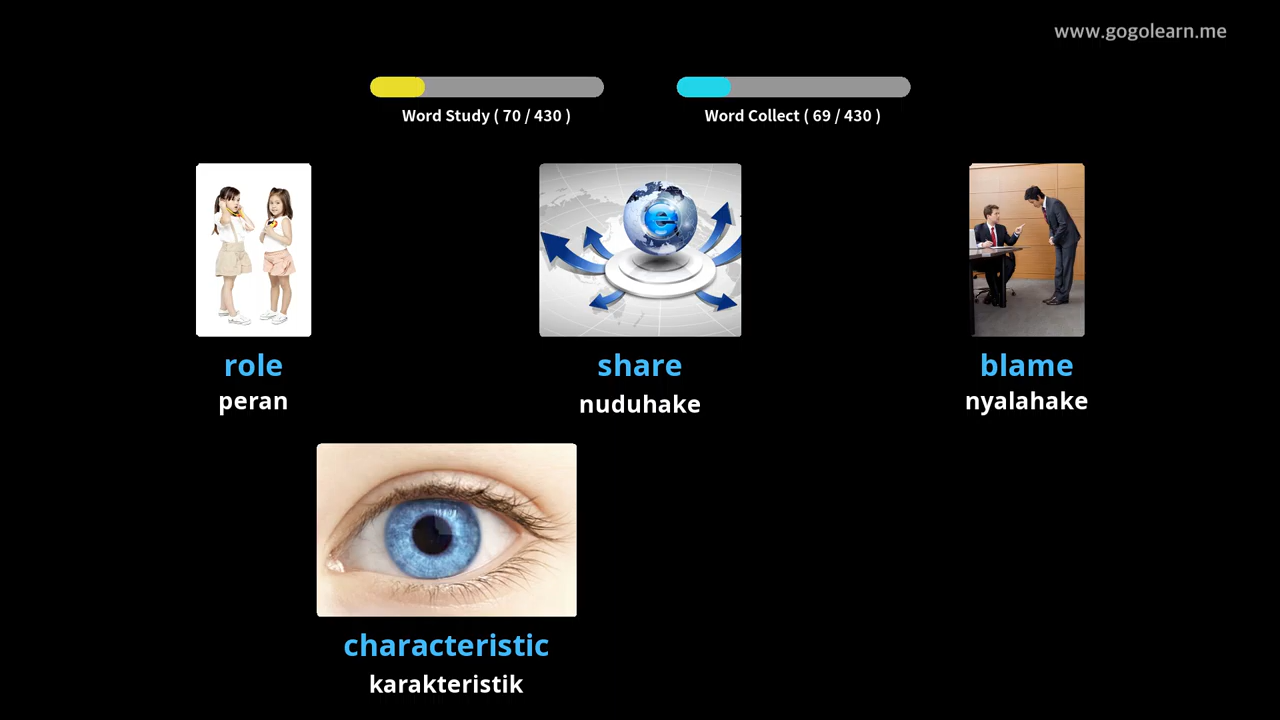 www.gogolearn.me
Word Study ( 70 / 430 )
Word Collect ( 69 / 430 )
e
role
peran
share
nuduhake
blame
nyalahake
characteristic
karakteristik